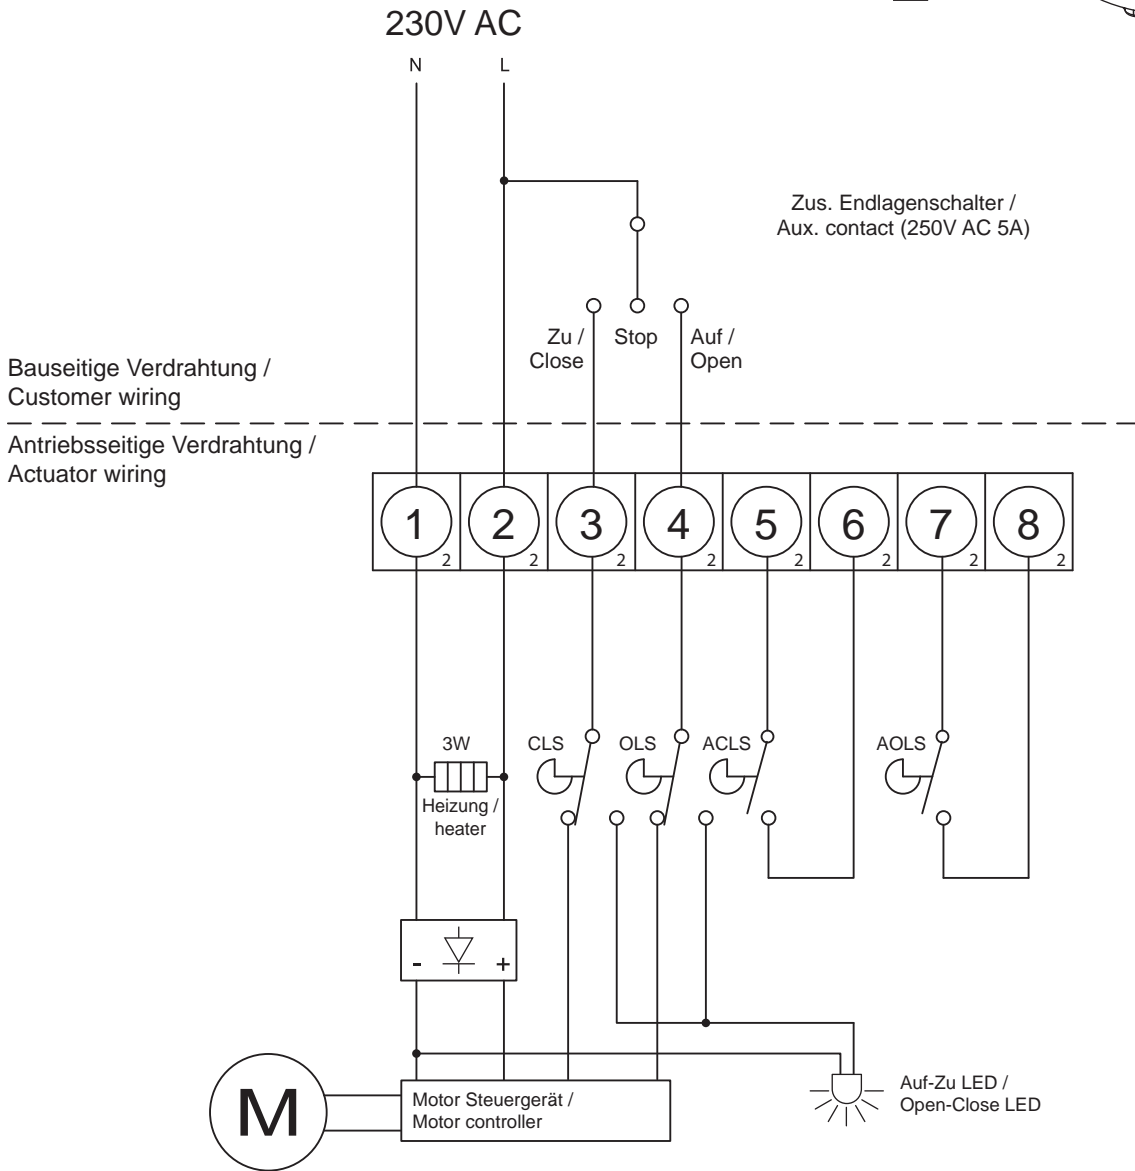 230V AC
N
L
Zus. Endlagenschalter /
Aux. contact (250V AC 5A)
Zu /
Close
Stop
Auf /
Open
Bauseitige Verdrahtung /
Customer wiring
Antriebsseitige Verdrahtung /
Actuator wiring
1 2 3 4 5 6 7 8
2 2 2 2 2 2 2 2
3W
CLS
OLS
ACLS
AOLS
Heizung /
heater
- +
M
Motor Steuergerät /
Motor controller
Auf-Zu LED /
Open-Close LED